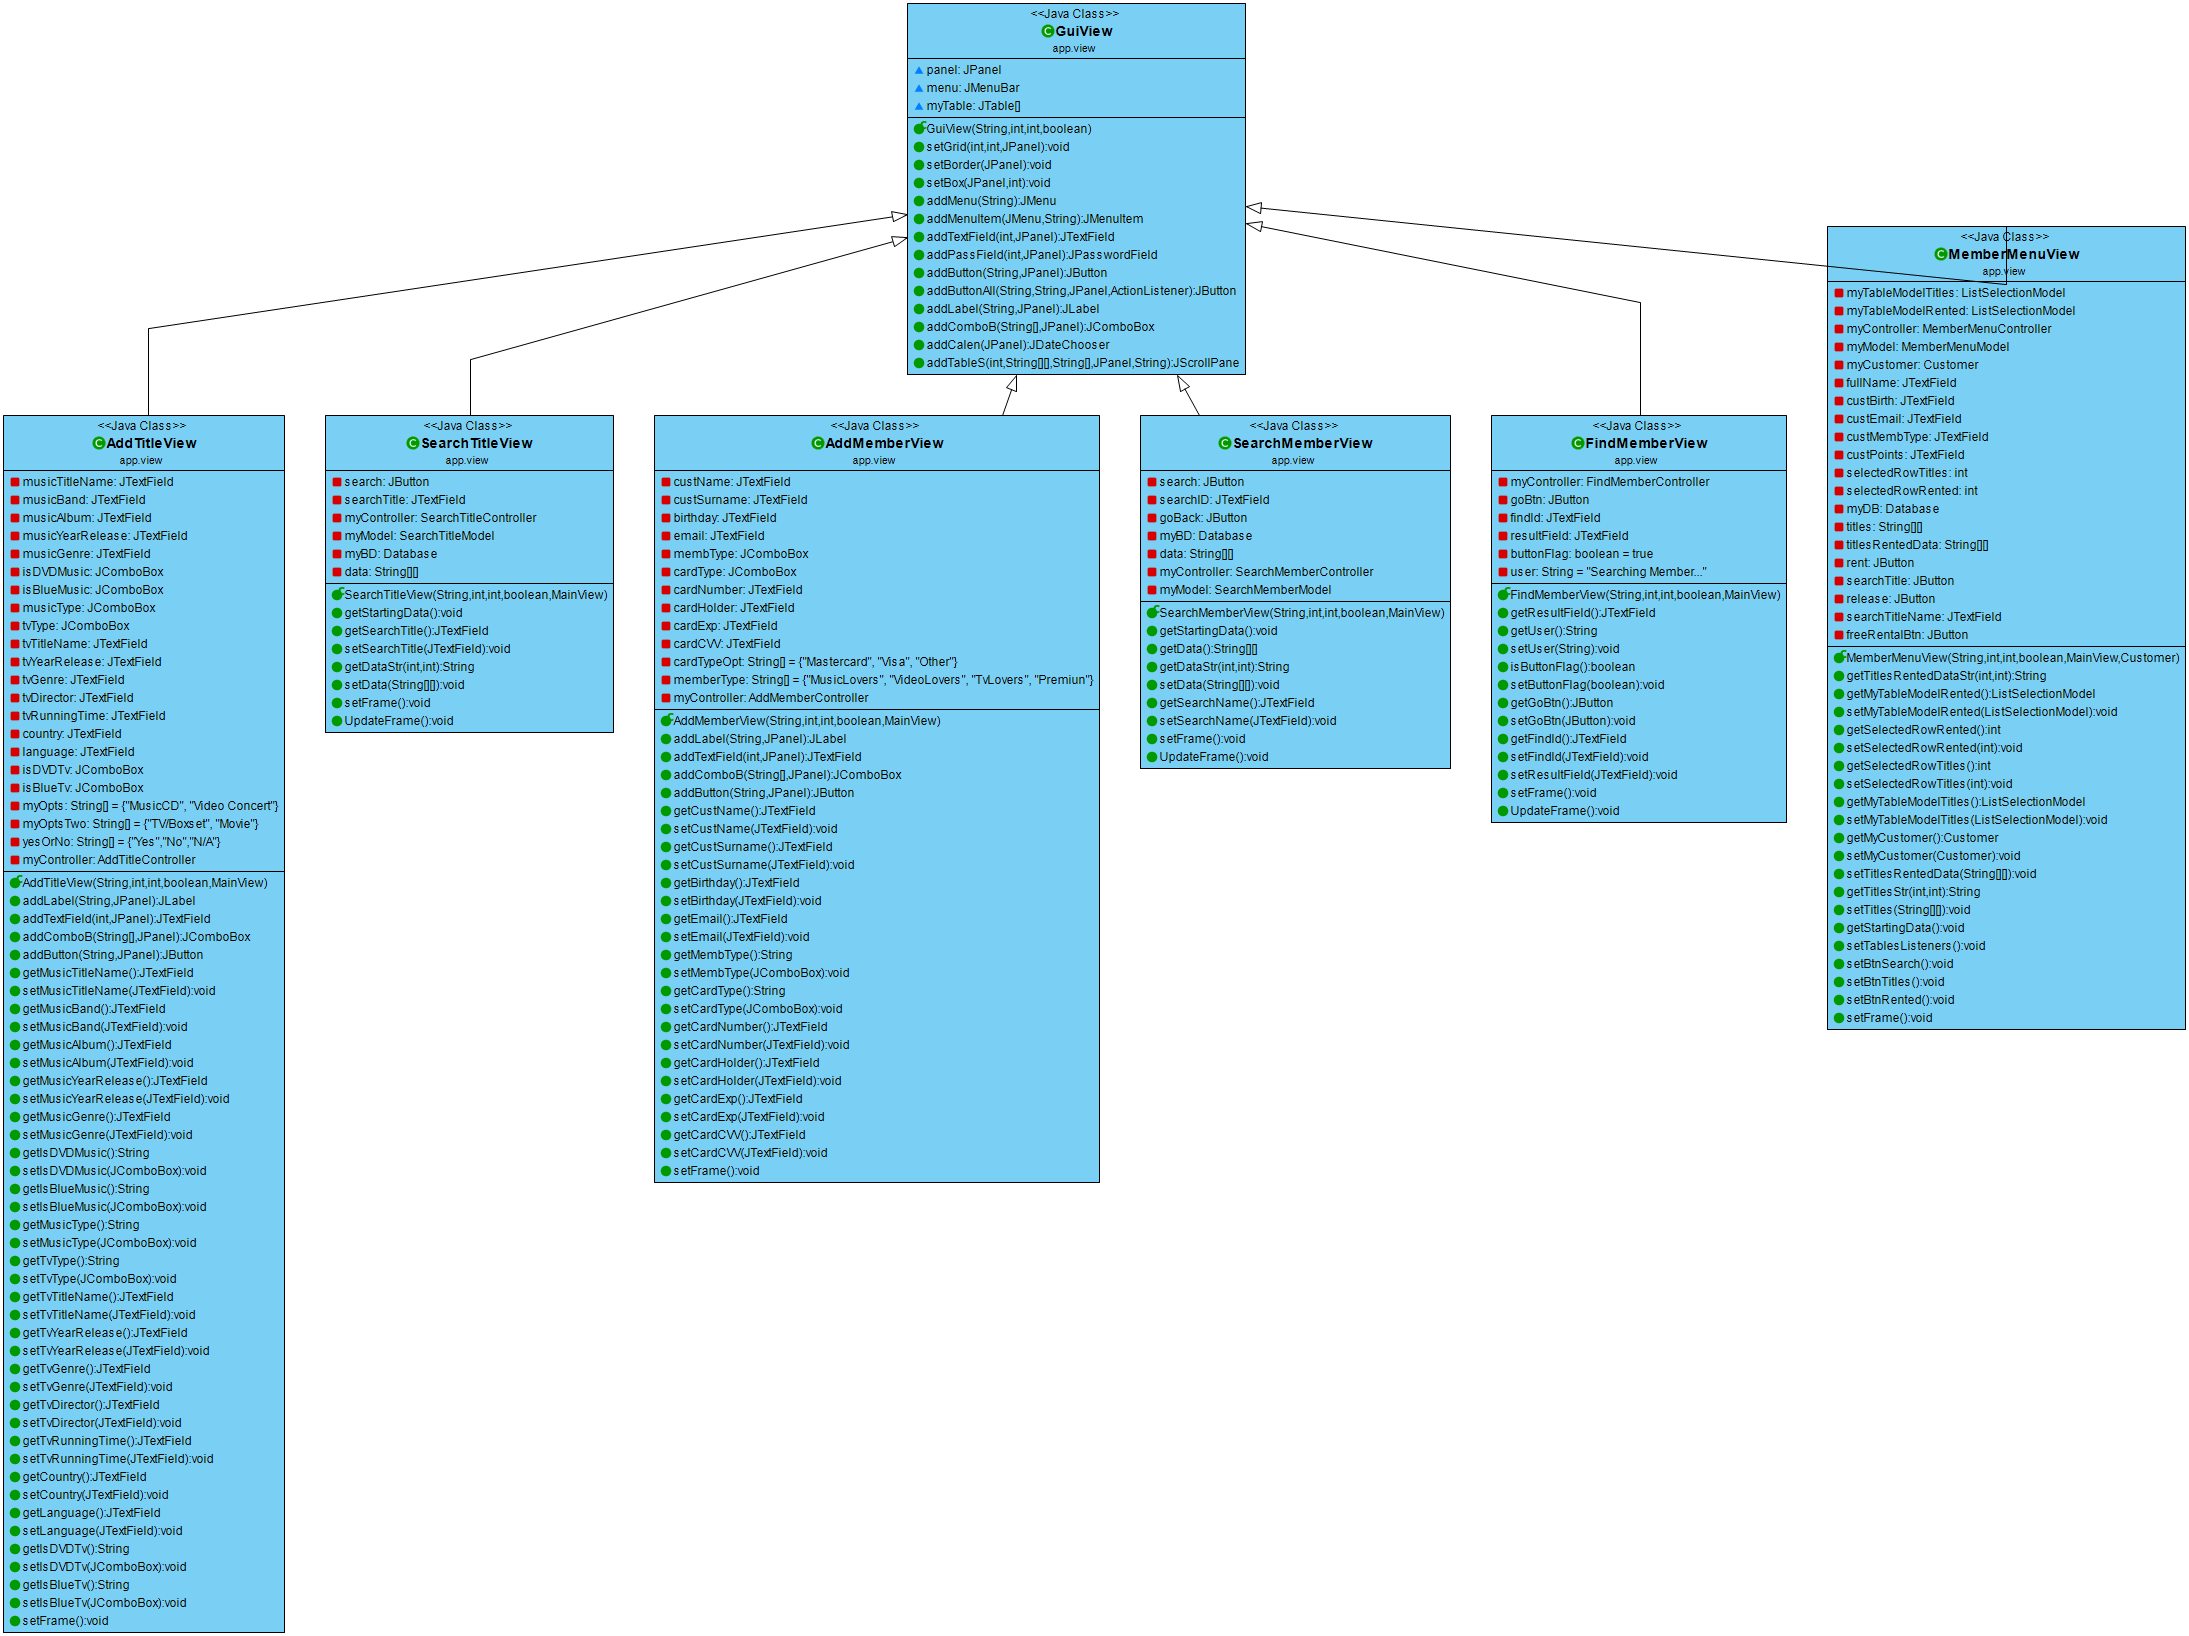 <<Java Class>>
GuiView
app.view
panel: JPanel
menu: JMenuBar
myTable: JTable[]
GuiView(String,int,int,boolean)
setGrid(int,int,JPanel):void
setBorder(JPanel):void
setBox(JPanel,int):void
addMenu(String):JMenu
addMenuItem(JMenu,String):JMenuItem
addTextField(int,JPanel):JTextField
addPassField(int,JPanel):JPasswordField
addButton(String,JPanel):JButton
addButtonAll(String,String,JPanel,ActionListener):JButton
addLabel(String,JPanel):JLabel
addComboB(String[],JPanel):JComboBox
addCalen(JPanel):JDateChooser
addTableS(int,String[][],String[],JPanel,String):JScrollPane
<<Java Class>>
AddTitleView
app.view
musicTitleName: JTextField
musicBand: JTextField
musicAlbum: JTextField
musicYearRelease: JTextField
musicGenre: JTextField
isDVDMusic: JComboBox
isBlueMusic: JComboBox
musicType: JComboBox
tvType: JComboBox
tvTitleName: JTextField
tvYearRelease: JTextField
tvGenre: JTextField
tvDirector: JTextField
tvRunningTime: JTextField
country: JTextField
language: JTextField
isDVDTv: JComboBox
isBlueTv: JComboBox
myOpts: String[] = {"MusicCD", "Video Concert"}
myOptsTwo: String[] = {"TV/Boxset", "Movie"}
yesOrNo: String[] = {"Yes","No","N/A"}
myController: AddTitleController
AddTitleView(String,int,int,boolean,MainView)
addLabel(String,JPanel):JLabel
addTextField(int,JPanel):JTextField
addComboB(String[],JPanel):JComboBox
addButton(String,JPanel):JButton
getMusicTitleName():JTextField
setMusicTitleName(JTextField):void
getMusicBand():JTextField
setMusicBand(JTextField):void
getMusicAlbum():JTextField
setMusicAlbum(JTextField):void
getMusicYearRelease():JTextField
setMusicYearRelease(JTextField):void
getMusicGenre():JTextField
setMusicGenre(JTextField):void
getIsDVDMusic():String
setIsDVDMusic(JComboBox):void
getIsBlueMusic():String
setIsBlueMusic(JComboBox):void
getMusicType():String
setMusicType(JComboBox):void
getTvType():String
setTvType(JComboBox):void
getTvTitleName():JTextField
setTvTitleName(JTextField):void
getTvYearRelease():JTextField
setTvYearRelease(JTextField):void
getTvGenre():JTextField
setTvGenre(JTextField):void
getTvDirector():JTextField
setTvDirector(JTextField):void
getTvRunningTime():JTextField
setTvRunningTime(JTextField):void
getCountry():JTextField
setCountry(JTextField):void
getLanguage():JTextField
setLanguage(JTextField):void
getIsDVDTv():String
setIsDVDTv(JComboBox):void
getIsBlueTv():String
setIsBlueTv(JComboBox):void
setFrame():void
<<Java Class>>
SearchTitleView
app.view
search: JButton
searchTitle: JTextField
myController: SearchTitleController
myModel: SearchTitleModel
myBD: Database
data: String[][]
SearchTitleView(String,int,int,boolean,MainView)
getStartingData():void
getSearchTitle():JTextField
setSearchTitle(JTextField):void
getDataStr(int,int):String
setData(String[][]):void
setFrame():void
UpdateFrame():void
<<Java Class>>
AddMemberView
app.view
custName: JTextField
custSurname: JTextField
birthday: JTextField
email: JTextField
membType: JComboBox
cardType: JComboBox
cardNumber: JTextField
cardHolder: JTextField
cardExp: JTextField
cardCVV: JTextField
cardTypeOpt: String[] = {"Mastercard", "Visa", "Other"}
memberType: String[] = {"MusicLovers", "VideoLovers", "TvLovers", "Premiun"}
myController: AddMemberController
AddMemberView(String,int,int,boolean,MainView)
addLabel(String,JPanel):JLabel
addTextField(int,JPanel):JTextField
addComboB(String[],JPanel):JComboBox
addButton(String,JPanel):JButton
getCustName():JTextField
setCustName(JTextField):void
getCustSurname():JTextField
setCustSurname(JTextField):void
getBirthday():JTextField
setBirthday(JTextField):void
getEmail():JTextField
setEmail(JTextField):void
getMembType():String
setMembType(JComboBox):void
getCardType():String
setCardType(JComboBox):void
getCardNumber():JTextField
setCardNumber(JTextField):void
getCardHolder():JTextField
setCardHolder(JTextField):void
getCardExp():JTextField
setCardExp(JTextField):void
getCardCVV():JTextField
setCardCVV(JTextField):void
setFrame():void
<<Java Class>>
SearchMemberView
app.view
search: JButton
searchID: JTextField
goBack: JButton
myBD: Database
data: String[][]
myController: SearchMemberController
myModel: SearchMemberModel
SearchMemberView(String,int,int,boolean,MainView)
getStartingData():void
getData():String[][]
getDataStr(int,int):String
setData(String[][]):void
getSearchName():JTextField
setSearchName(JTextField):void
setFrame():void
UpdateFrame():void
<<Java Class>>
FindMemberView
app.view
myController: FindMemberController
goBtn: JButton
findId: JTextField
resultField: JTextField
buttonFlag: boolean = true
user: String = "Searching Member..."
FindMemberView(String,int,int,boolean,MainView)
getResultField():JTextField
getUser():String
setUser(String):void
isButtonFlag():boolean
setButtonFlag(boolean):void
getGoBtn():JButton
setGoBtn(JButton):void
getFindId():JTextField
setFindId(JTextField):void
setResultField(JTextField):void
setFrame():void
UpdateFrame():void
<<Java Class>>
MemberMenuView
app.view
myTableModelTitles: ListSelectionModel
myTableModelRented: ListSelectionModel
myController: MemberMenuController
myModel: MemberMenuModel
myCustomer: Customer
fullName: JTextField
custBirth: JTextField
custEmail: JTextField
custMembType: JTextField
custPoints: JTextField
selectedRowTitles: int
selectedRowRented: int
myDB: Database
titles: String[][]
titlesRentedData: String[][]
rent: JButton
searchTitle: JButton
release: JButton
searchTitleName: JTextField
freeRentalBtn: JButton
MemberMenuView(String,int,int,boolean,MainView,Customer)
getTitlesRentedDataStr(int,int):String
getMyTableModelRented():ListSelectionModel
setMyTableModelRented(ListSelectionModel):void
getSelectedRowRented():int
setSelectedRowRented(int):void
getSelectedRowTitles():int
setSelectedRowTitles(int):void
getMyTableModelTitles():ListSelectionModel
setMyTableModelTitles(ListSelectionModel):void
getMyCustomer():Customer
setMyCustomer(Customer):void
setTitlesRentedData(String[][]):void
getTitlesStr(int,int):String
setTitles(String[][]):void
getStartingData():void
setTablesListeners():void
setBtnSearch():void
setBtnTitles():void
setBtnRented():void
setFrame():void